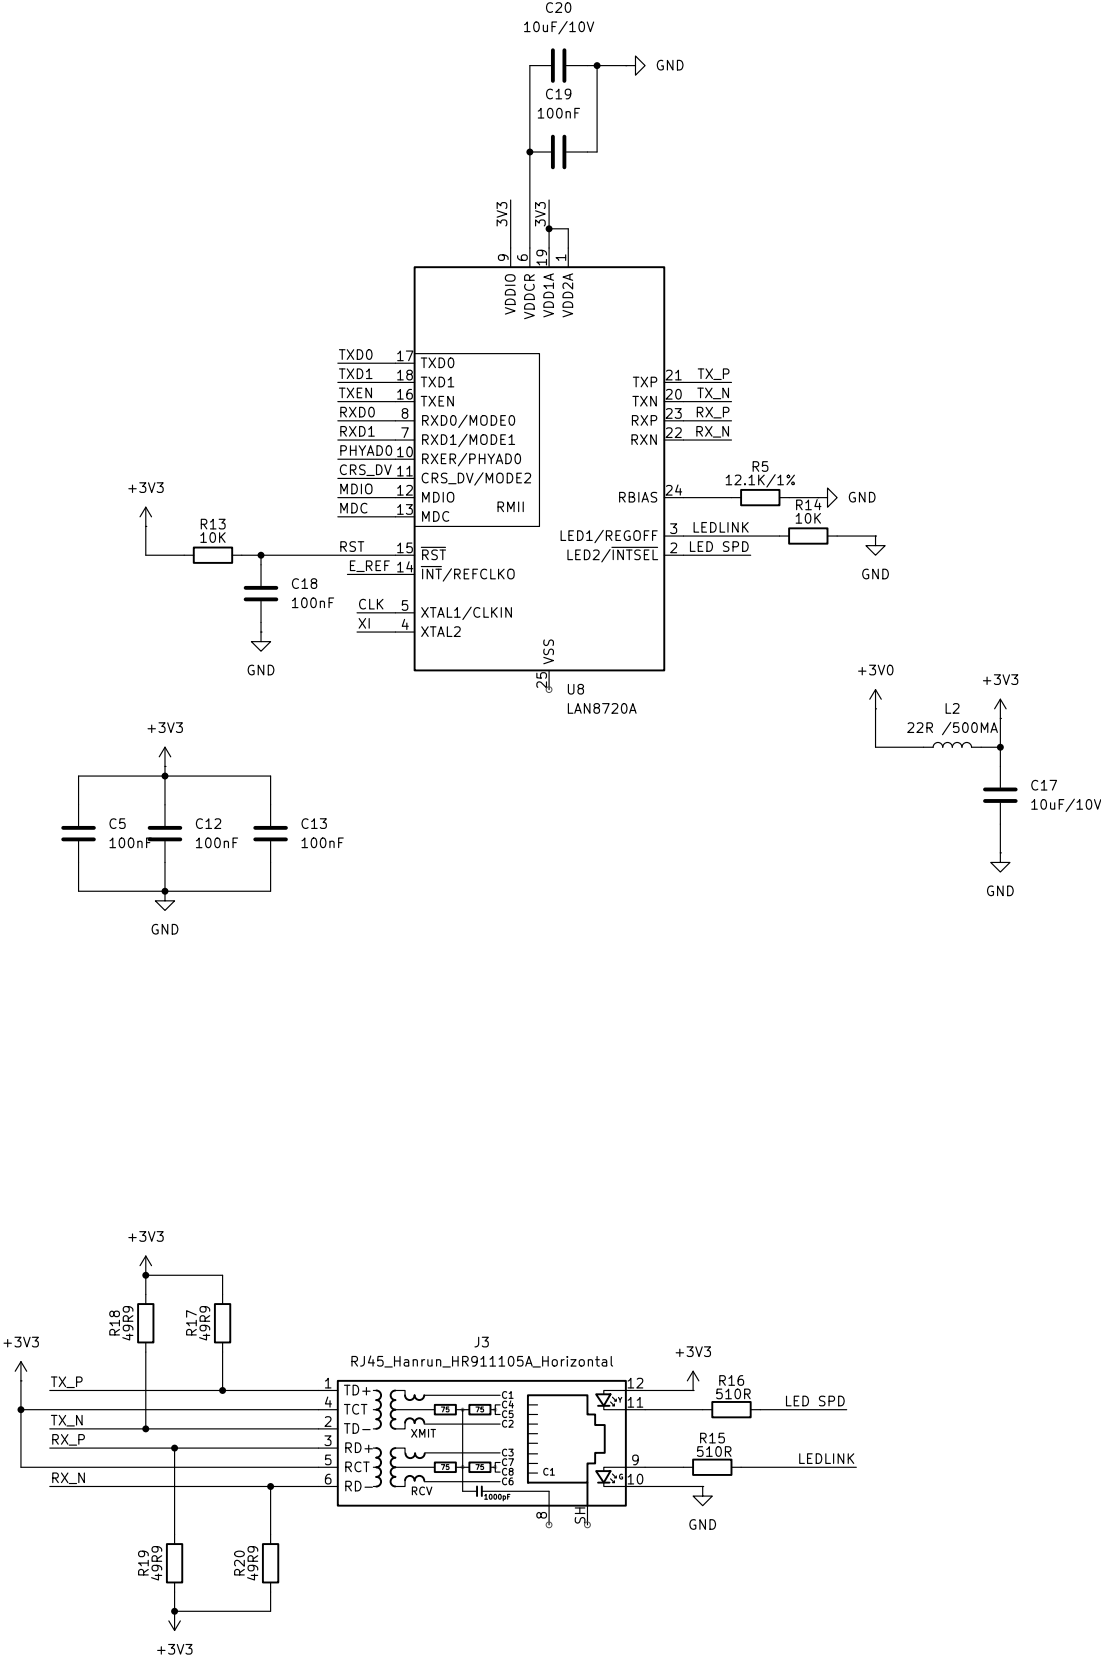 C20
10uF/10V
GND
C19
100nF
3V3
3V3
9
6
19
1
VDDIO
VDDCR
VDD1A
VDD2A
TXD0 17 TXD0
TXD1 18 TXD1
TXEN 16 TXEN
RXD0 8 RXD0/MODE0
RXD1 7 RXD1/MODE1
PHYAD0 10 RXER/PHYAD0
CRS_DV 11 CRS_DV/MODE2
MDIO 12 MDIO
MDC 13 MDC
RMII
TXP 21 TX_P
TXN 20 TX_N
RXP 23 RX_P
RXN 22 RX_N
RBIAS 24
R5
12.1K/1%
GND
LED1/REGOFF 3 LEDLINK
R14
10K
GND
LED2/INTSEL 2 LED SPD
+3V3
R13
10K
RST 15 RST
E_REF 14 INT/REFCLKO
C18
100nF
GND
CLK 5 XTAL1/CLKIN
XI 4 XTAL2
VSS
25
U8
LAN8720A
+3V0
+3V3
L2
22R /500MA
C17
10uF/10V
GND
+3V3
C5
100nF
C12
100nF
C13
100nF
GND
+3V3
R18
49R9
R17
49R9
+3V3
J3
RJ45_Hanrun_HR911105A_Horizontal
TX_P 1 TD+
4 TCT
TX_N 2 TD-
RX_P 3 RD+
5 RCT
RX_N 6 RD-
XMIT
RCV
75
75
75
75
C1
C4
C5
C2
C3
C7
C8
C6
1000pF
C1
Y
G
8
SH
12
11
9
10
+3V3
R16
510R
LED SPD
R15
510R
LEDLINK
GND
R19
49R9
R20
49R9
+3V3